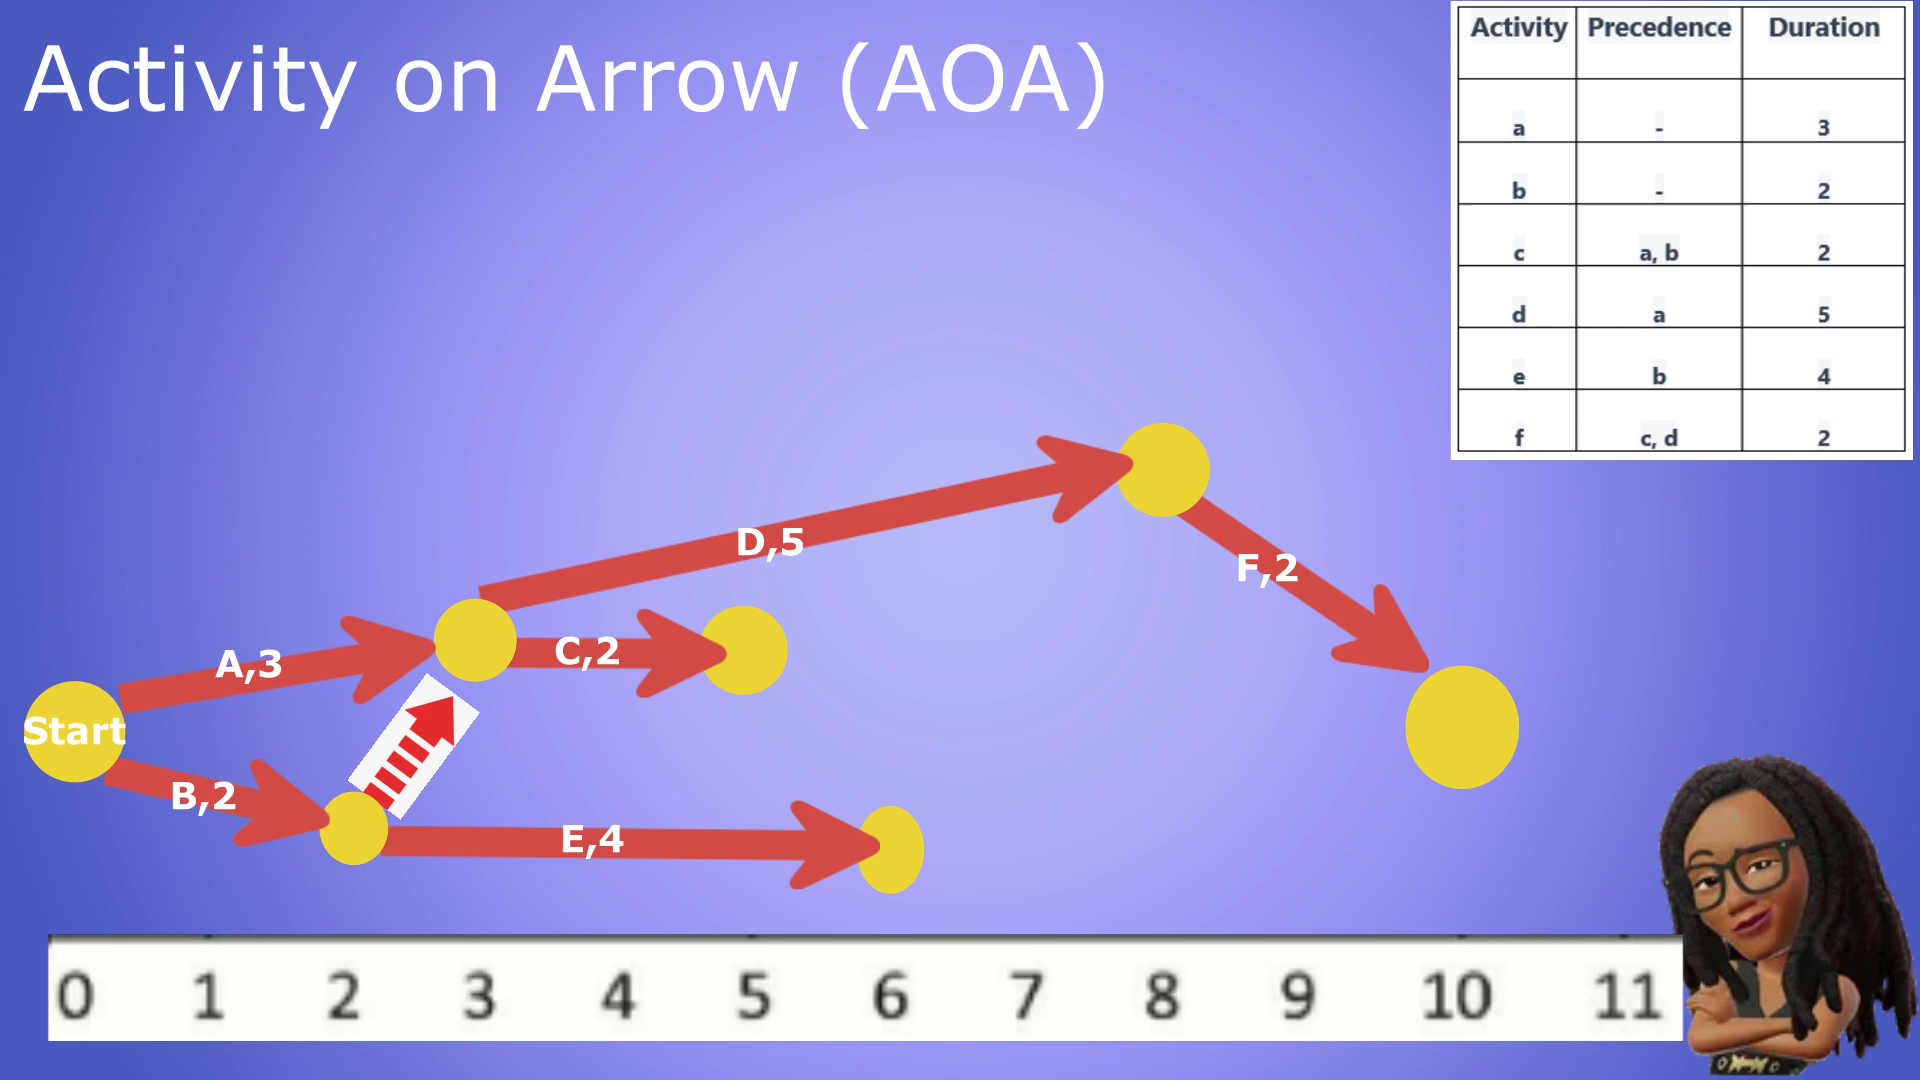 Activity on Arrow (AOA)
Activity Precedence Duration
a - 3
b - 2
c a, b 2
d a 5
e b 4
f c, d 2
D,5
F,2
A,3
C,2
Start
B,2
E,4
0 1 2 3 4 5 6 7 8 9 10 11